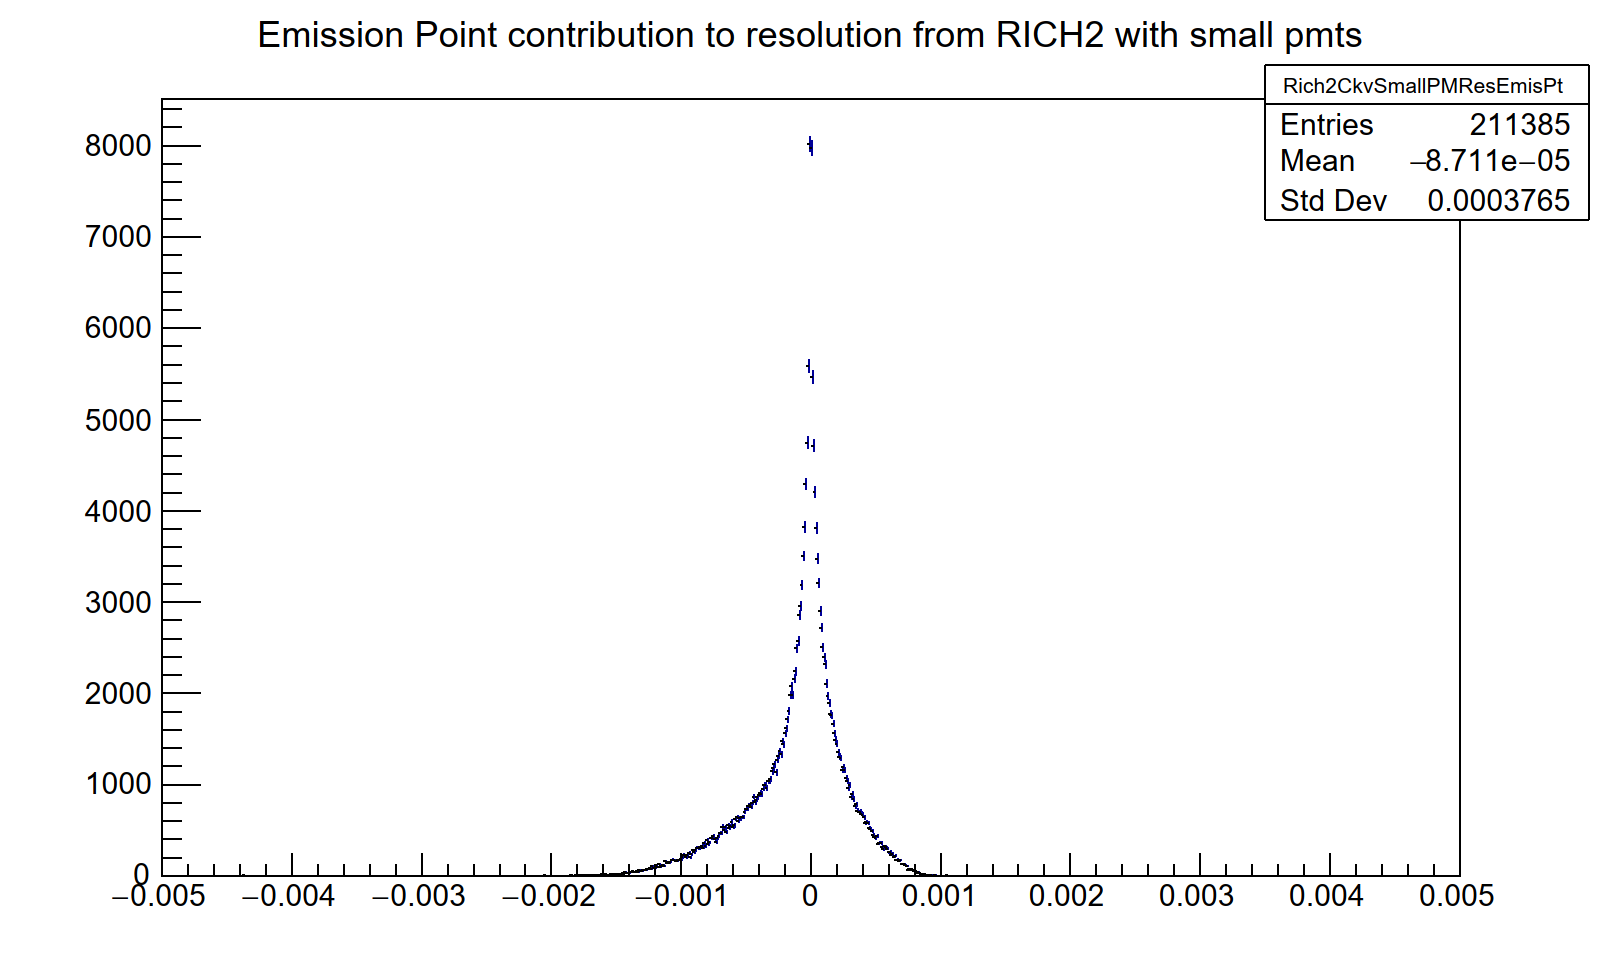 Emission Point contribution to resolution from RICH2 with small pmts
Rich2CkvSmallPMResEmisPt
Entries 211385
Mean −8.711e−05
Std Dev 0.0003765
8000
7000
6000
5000
4000
3000
2000
1000
0
−0.005 −0.004 −0.003 −0.002 −0.001 0 0.001 0.002 0.003 0.004 0.005